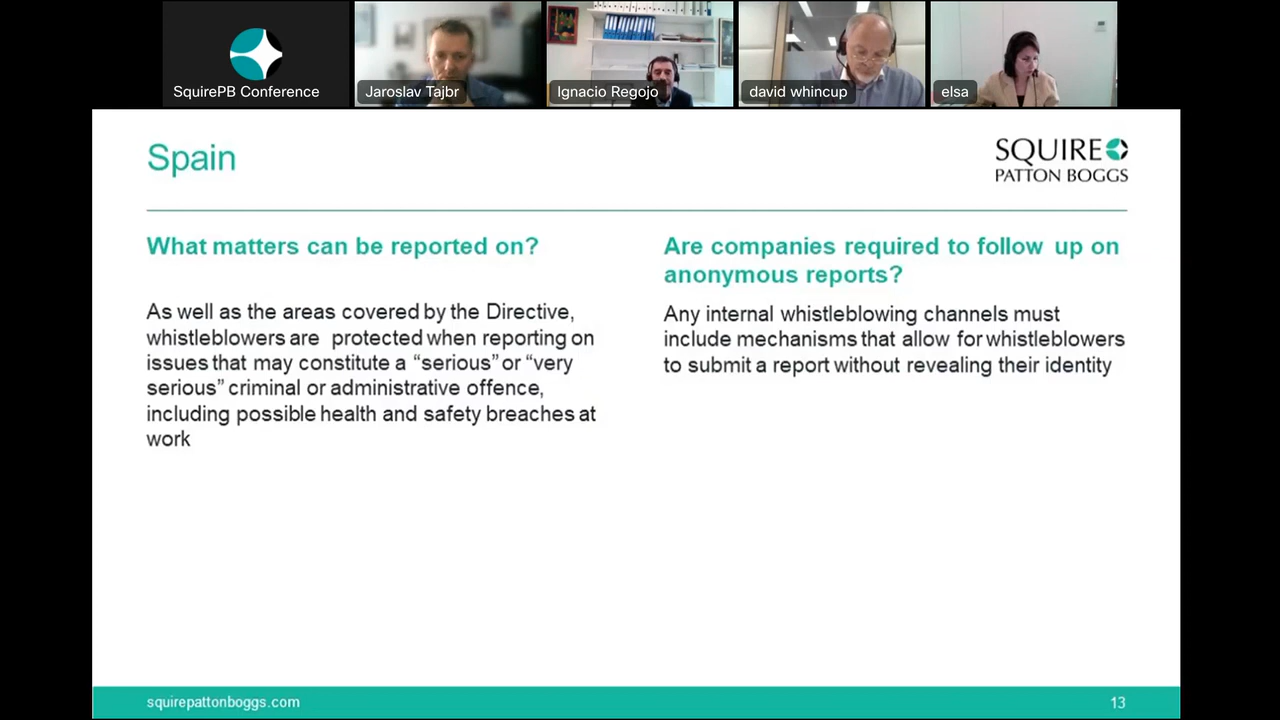 SquirePB Conference
Jaroslav Tajbr
Ignacio Regojo
david whincup
elsa
Spain
SQUIRE
PATTON BOGGS
What matters can be reported on?
As well as the areas covered by the Directive,
whistleblowers are protected when reporting on
issues that may constitute a “serious” or “very
serious” criminal or administrative offence,
including possible health and safety breaches at
work
Are companies required to follow up on
anonymous reports?
Any internal whistleblowing channels must
include mechanisms that allow for whistleblowers
to submit a report without revealing their identity
squirepattonboggs.com
13